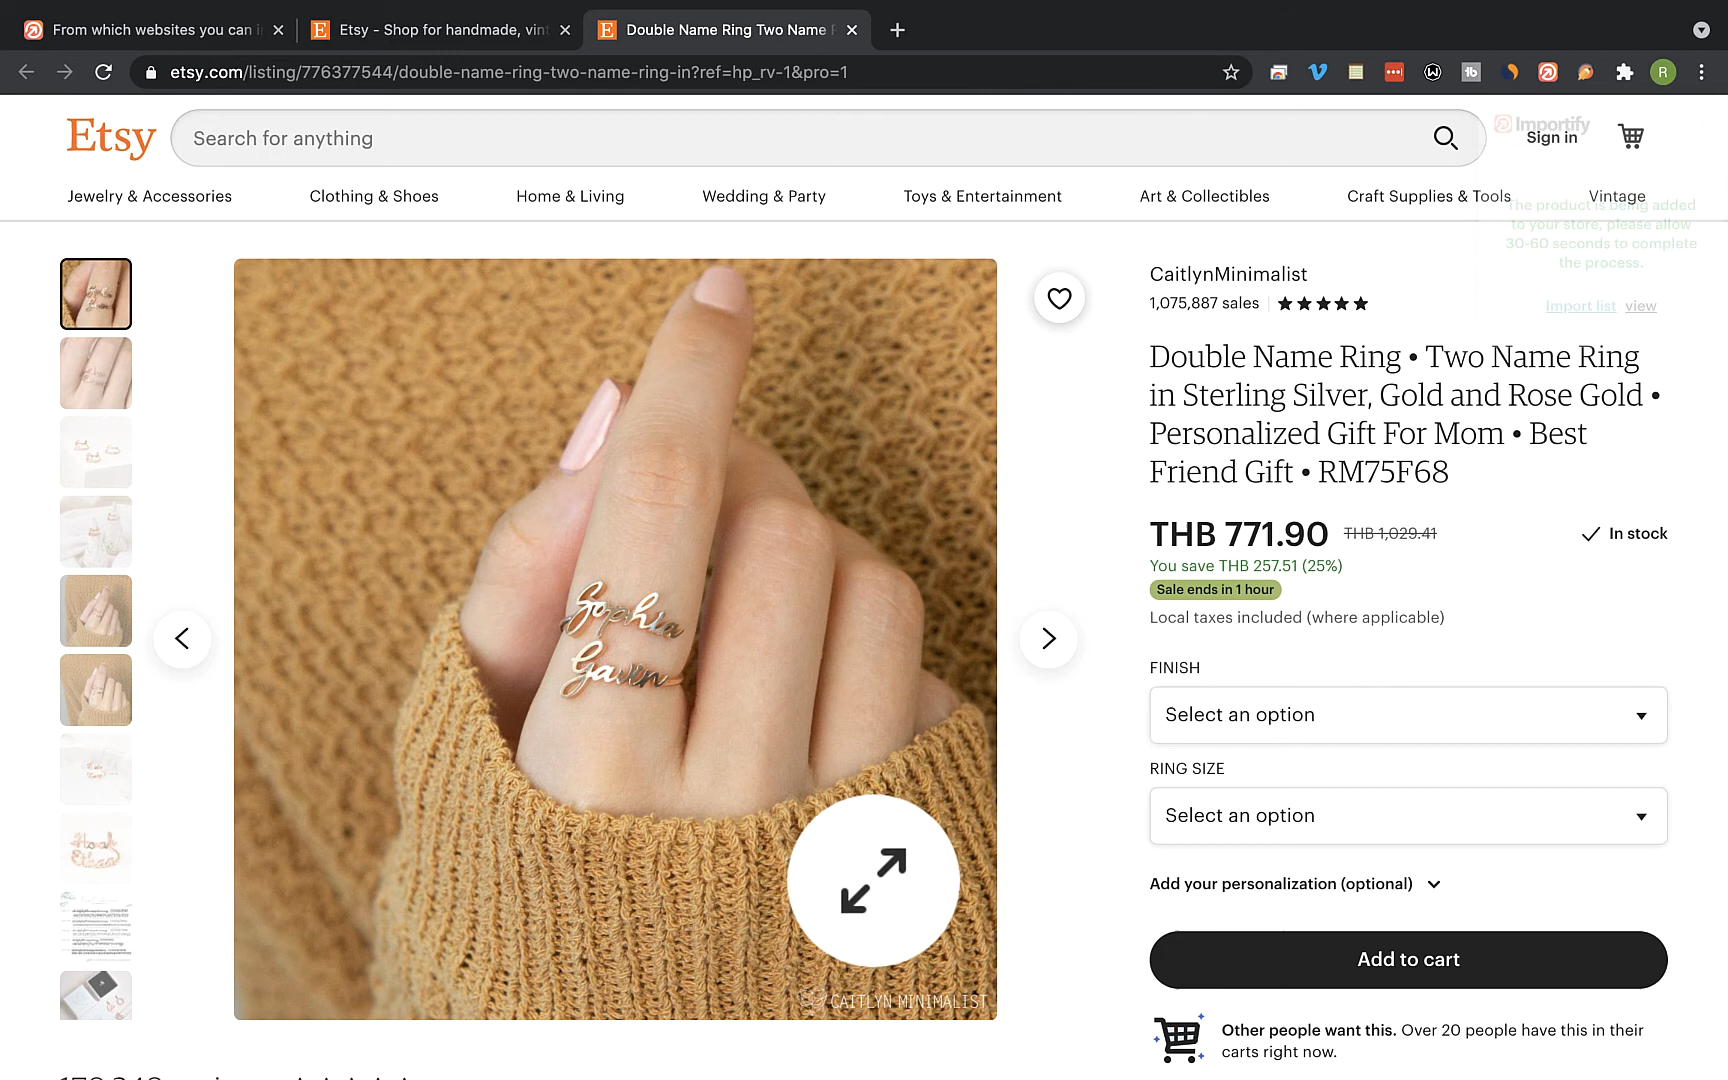 From which websites you can i
Etsy - Shop for handmade, vint
Double Name Ring Two Name R
etsy.com/listing/776377544/double-name-ring-two-name-ring-in?ref=hp_rv-1&pro=1
R
Etsy
Search for anything
Importify
Sign in
Jewelry & Accessories
Clothing & Shoes
Home & Living
Wedding & Party
Toys & Entertainment
Art & Collectibles
Craft Supplies & Tools
Vintage
The product is being added
to your store, please allow
30-60 seconds to complete
the process.
Import list view
CaitlynMinimalist
1,075,887 sales
Double Name Ring • Two Name Ring
in Sterling Silver, Gold and Rose Gold •
Personalized Gift For Mom • Best
Friend Gift • RM75F68
THB 771.90 THB 1,029.41
In stock
You save THB 257.51 (25%)
Sale ends in 1 hour
Local taxes included (where applicable)
FINISH
Select an option
RING SIZE
Select an option
Add your personalization (optional)
Add to cart
Other people want this. Over 20 people have this in their
carts right now.
Sophia
Gavin
CAITLYN MINIMALIST